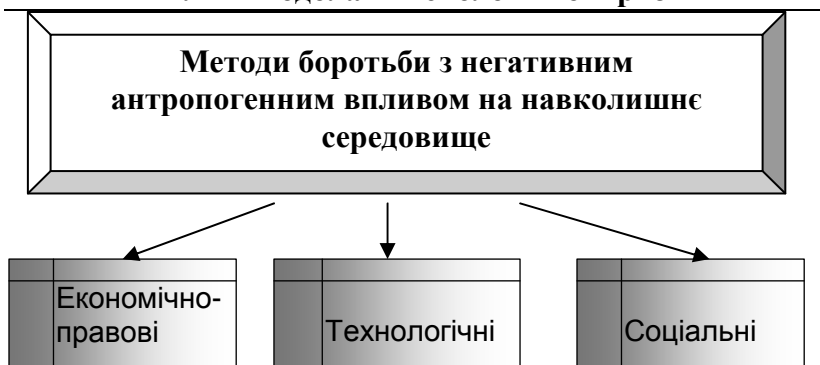 Методи боротьби з негативним
антропогенним впливом на навколишнє
середовище
Економічно-
правові
Технологічні
Соціальні